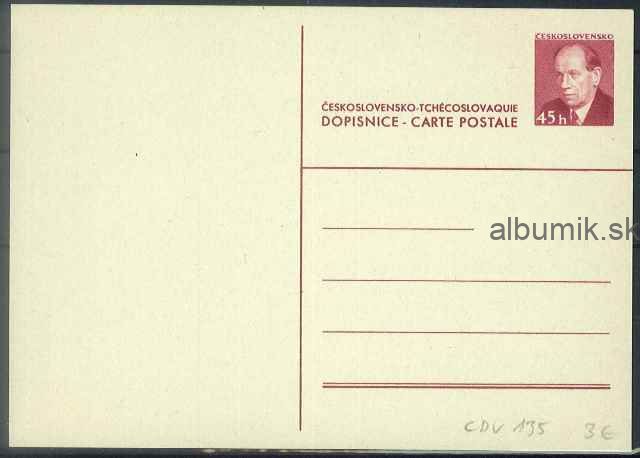 ČESKOSLOVENSKO
45 h
ČESKOSLOVENSKO-TCHÉCOSLOVAQUIE
DOPISNICE - CARTE POSTALE
albumik.sk
CDV 135 3€